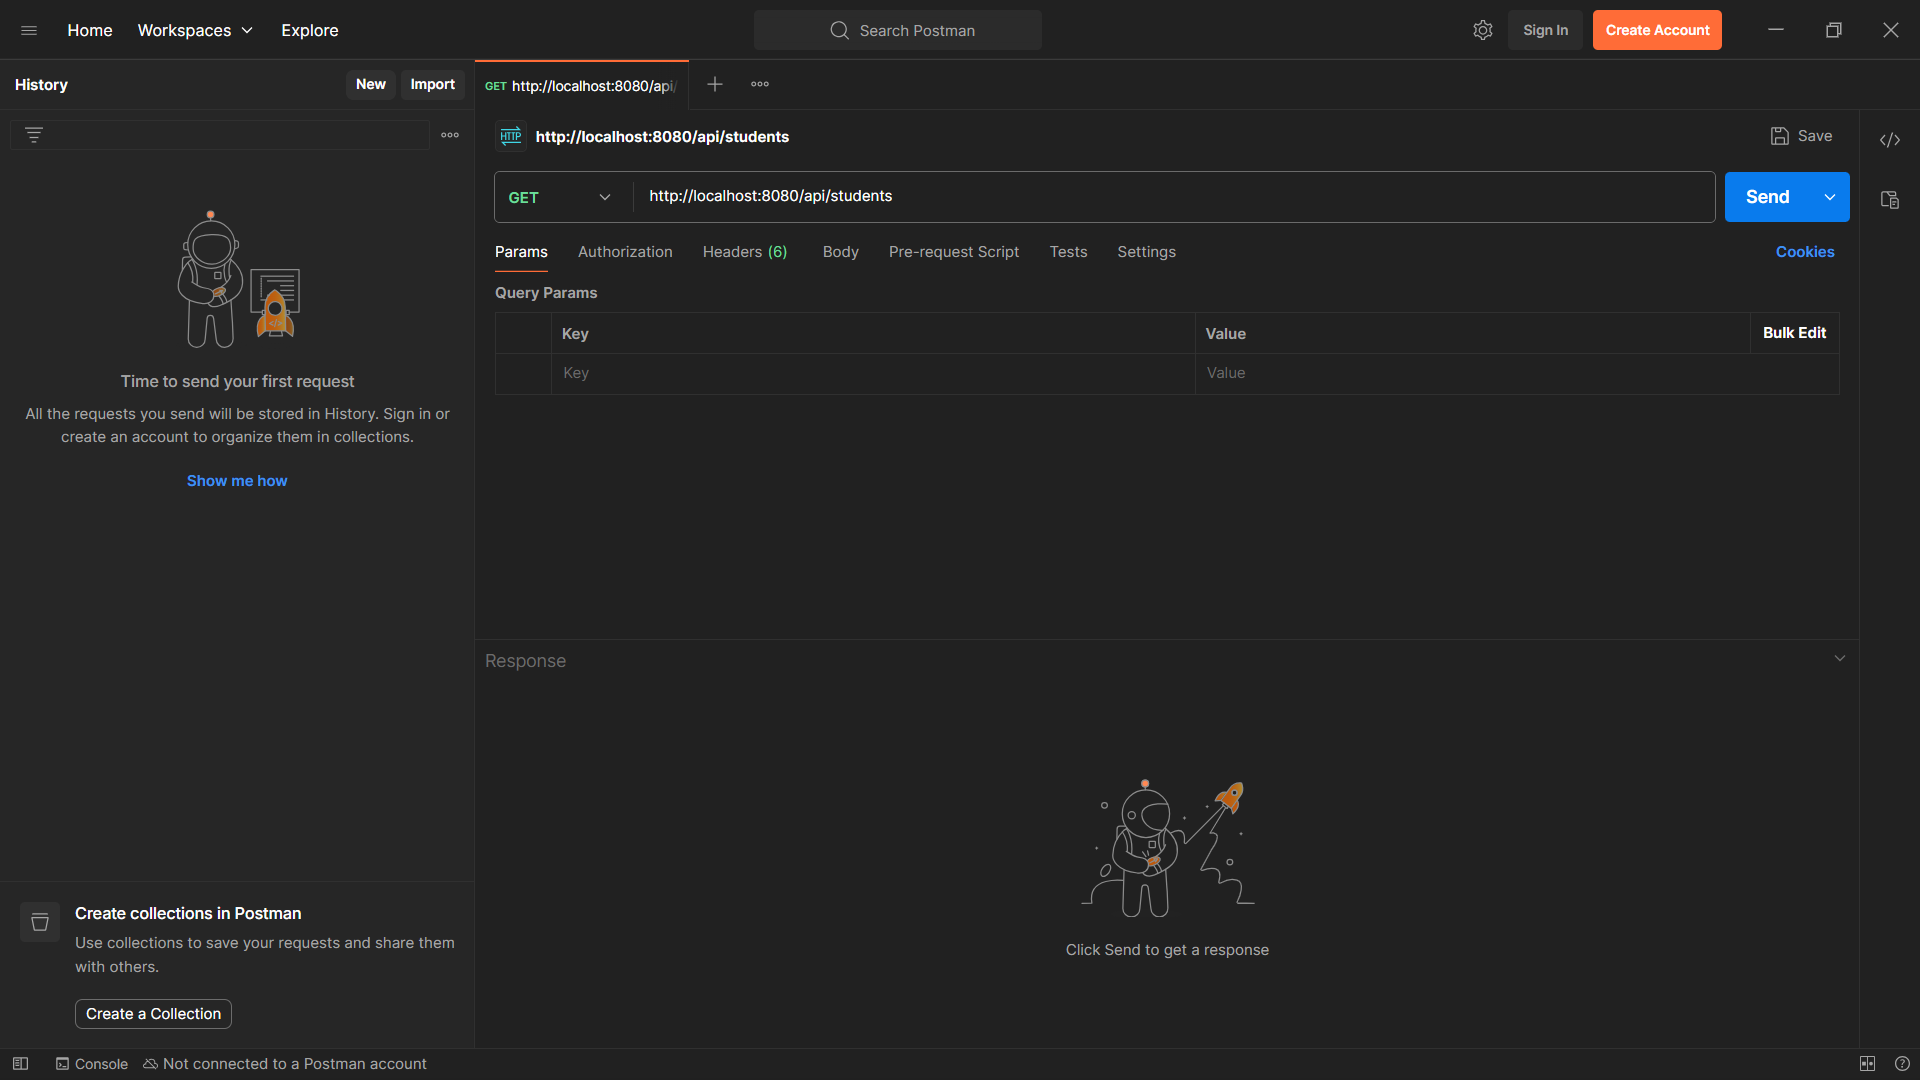 Home
Workspaces
Explore
Search Postman
Sign In
Create Account
History
New
Import
GET http://localhost:8080/api/
HTTP
http://localhost:8080/api/students
Save
GET
http://localhost:8080/api/students
Send
Params
Authorization
Headers (6)
Body
Pre-request Script
Tests
Settings
Cookies
Query Params
Key
Value
Bulk Edit
Key
Value
Time to send your first request
All the requests you send will be stored in History. Sign in or
create an account to organize them in collections.
Show me how
Response
Click Send to get a response
Create collections in Postman
Use collections to save your requests and share them
with others.
Create a Collection
Console
Not connected to a Postman account